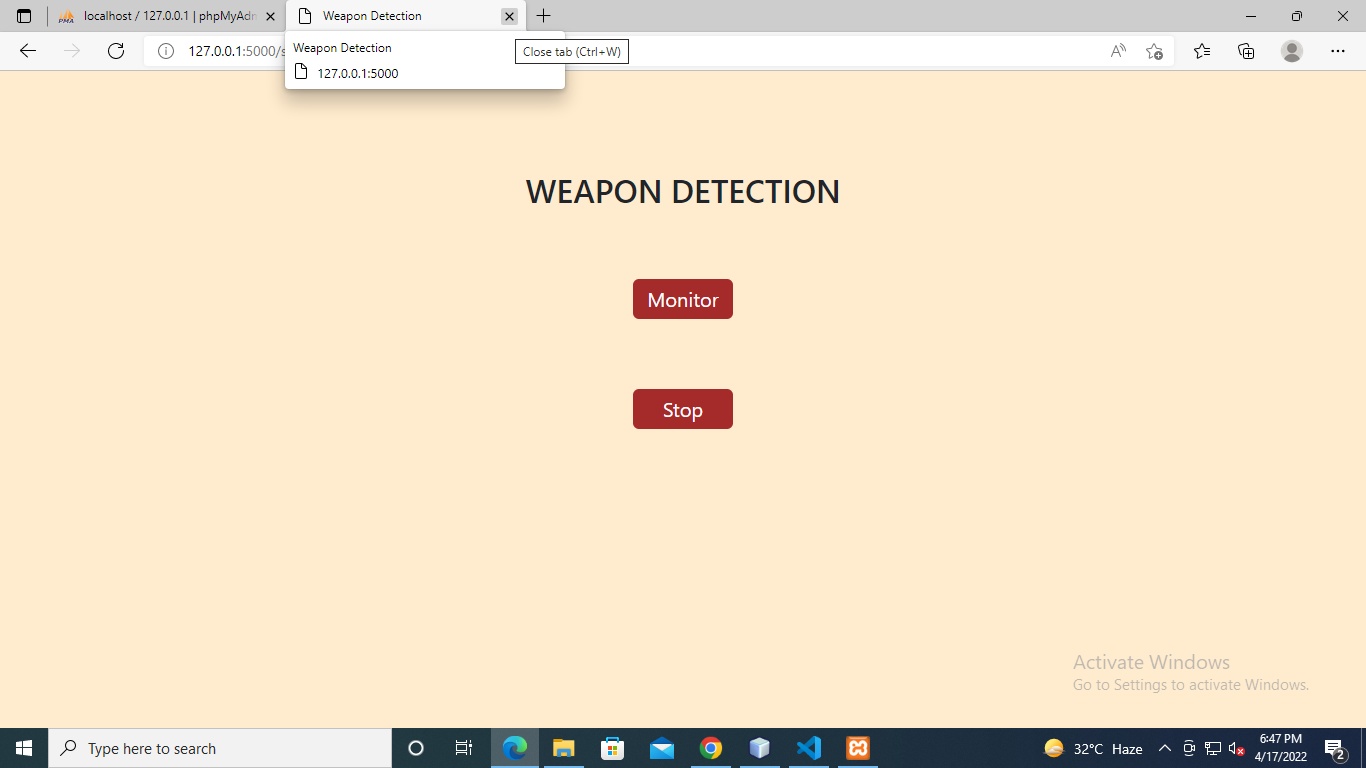 localhost / 127.0.0.1 | phpMyAdm
Weapon Detection
127.0.0.1:5000/s
Weapon Detection
127.0.0.1:5000
Close tab (Ctrl+W)
WEAPON DETECTION
Monitor
Stop
Activate Windows
Go to Settings to activate Windows.
Type here to search
32°C Haze
6:47 PM
4/17/2022
2